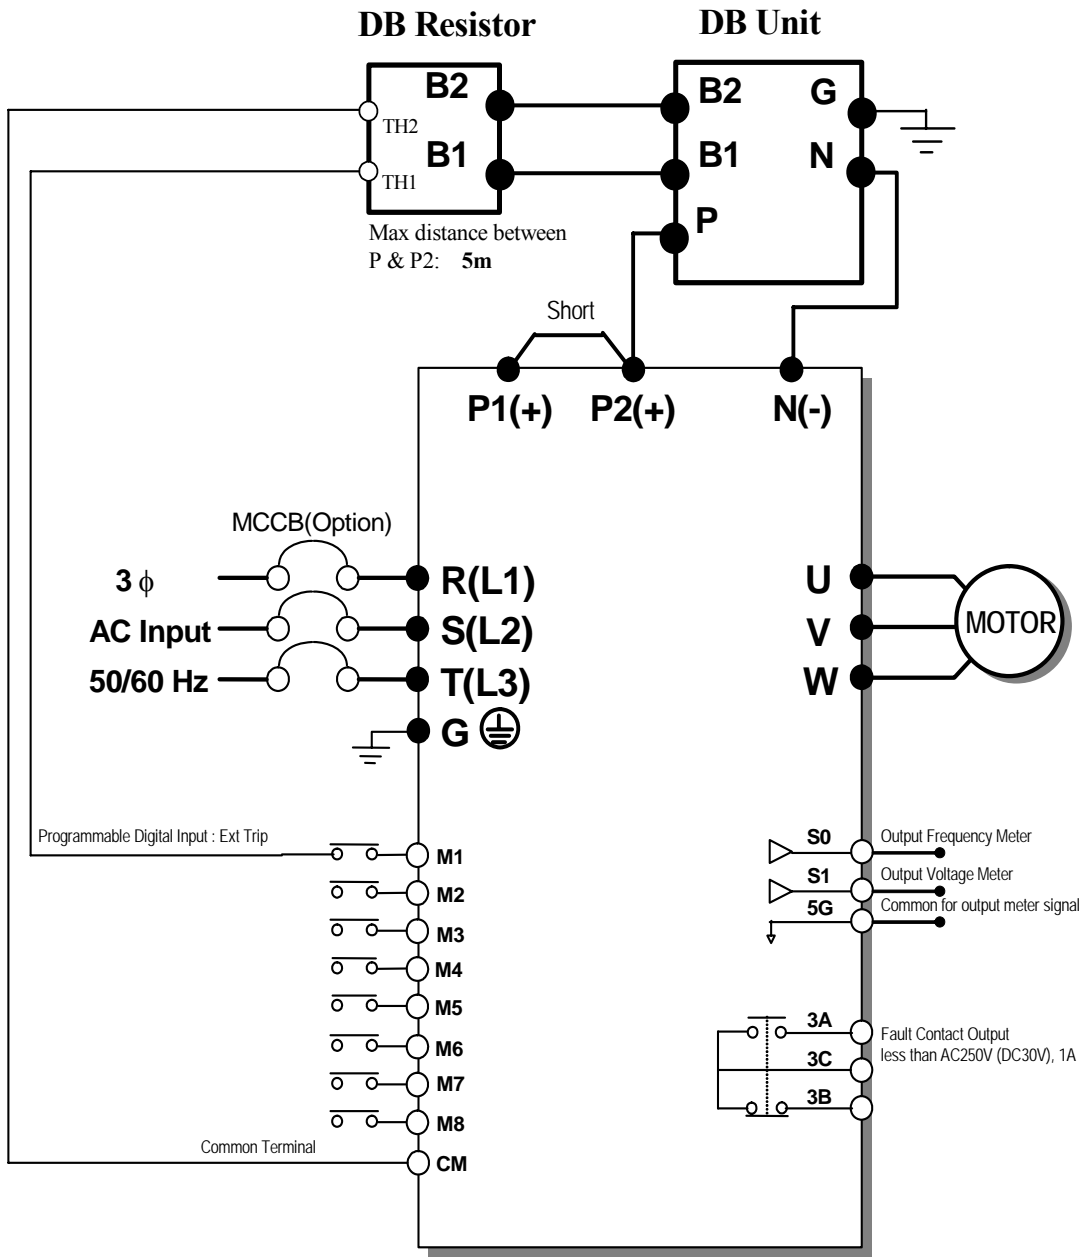 DB Resistor
DB Unit
B2
TH2
B1
TH1
B2
G
B1
N
P
Max distance between
P & P2: 5m
Short
P1(+)
P2(+)
N(-)
MCCB(Option)
3 ϕ
R(L1)
AC Input
S(L2)
50/60 Hz
T(L3)
G
U
V
W
MOTOR
Programmable Digital Input : Ext Trip
M1
M2
M3
M4
M5
M6
M7
M8
Common Terminal
CM
S0
Output Frequency Meter
S1
Output Voltage Meter
5G
Common for output meter signal
3A
Fault Contact Output
less than AC250V (DC30V), 1A
3C
3B